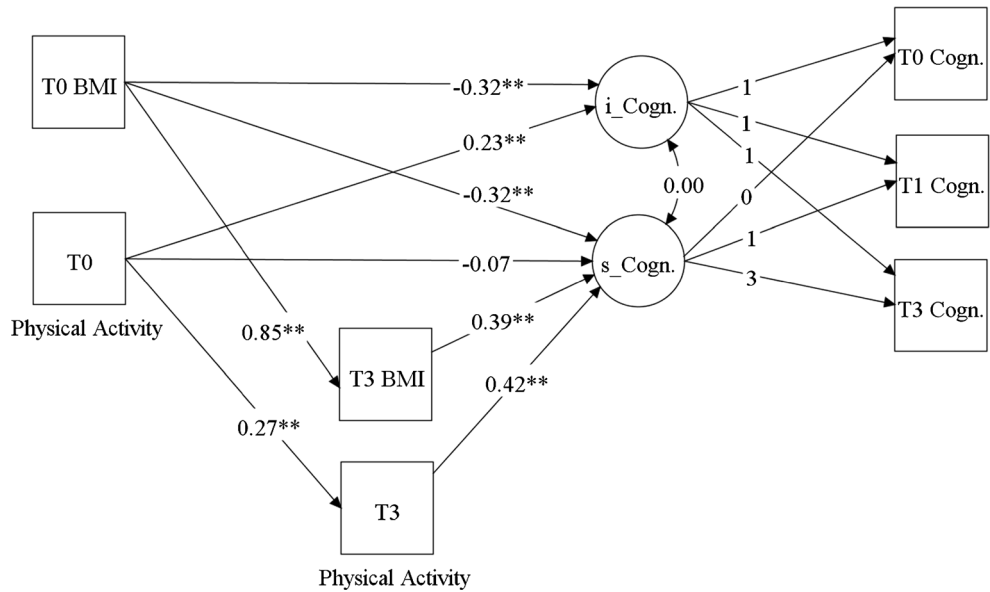 T0 BMI
-0.32**
i_Cogn.
1
T0 Cogn.
0.23**
1
1
T1 Cogn.
-0.32**
0.00
0
T0
-0.07
s_Cogn.
1
3
T3 Cogn.
Physical Activity
0.85**
0.39**
T3 BMI
0.42**
0.27**
T3
Physical Activity